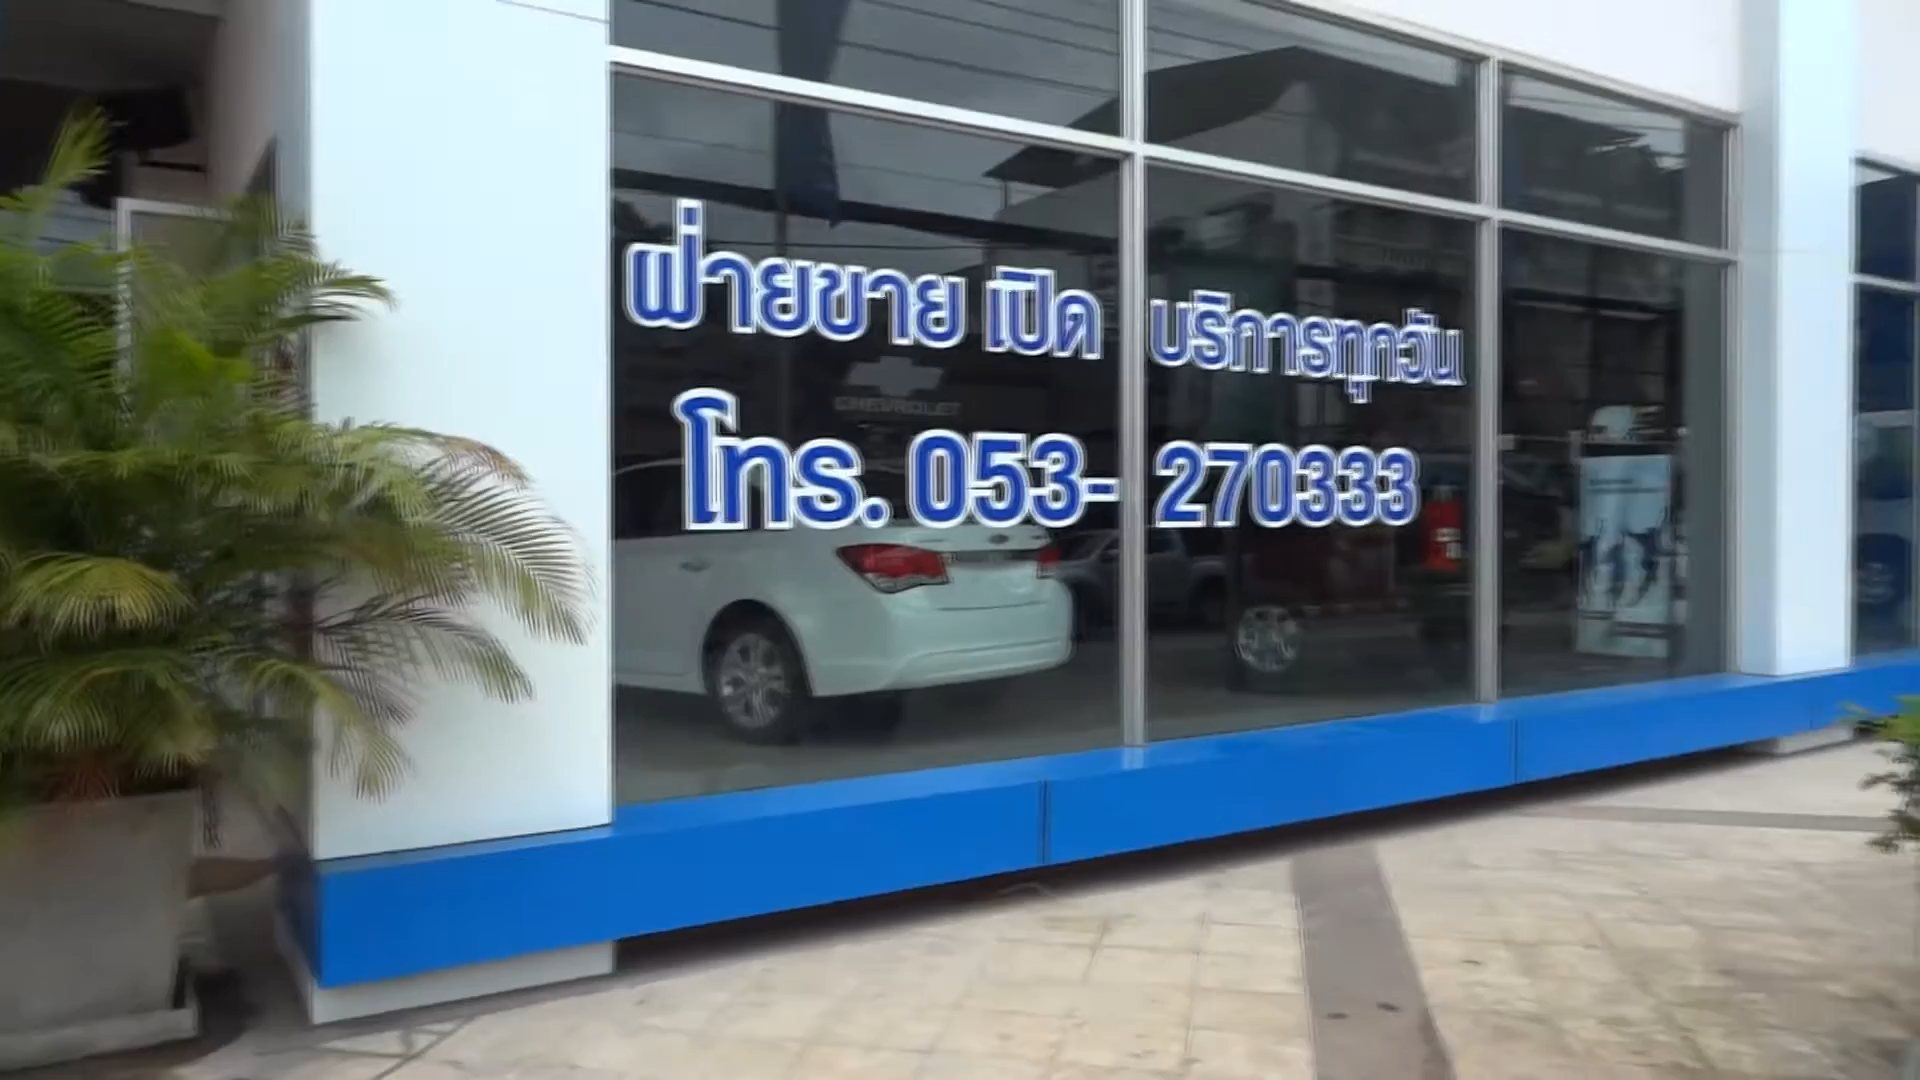 ฝ่ายขาย เปิด บริการทุกวัน
CHEVROLET
โทร. 053- 270333